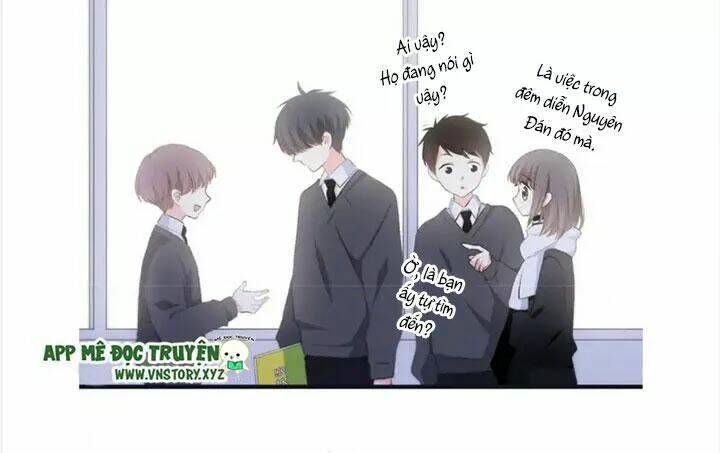 Ai vậy?
Họ đang nói gì
vậy?
Là việc trong
đêm diễn Nguyên
Đán đó mà.
Ờ, là bạn
ấy tự tìm
đến?
APP MÊ ĐỌC TRUYỆN
WWW.VNSTORY.XYZ